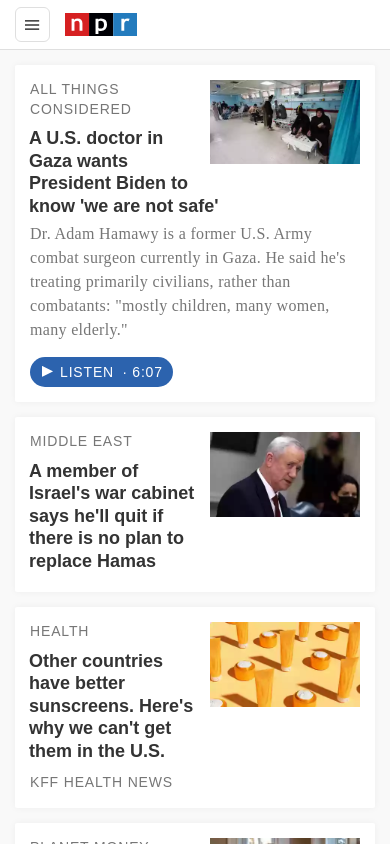 npr
ALL THINGS
CONSIDERED
A U.S. doctor in
Gaza wants
President Biden to
know 'we are not safe'
Dr. Adam Hamawy is a former U.S. Army
combat surgeon currently in Gaza. He said he's
treating primarily civilians, rather than
combatants: "mostly children, many women,
many elderly."
LISTEN · 6:07
MIDDLE EAST
A member of
Israel's war cabinet
says he'll quit if
there is no plan to
replace Hamas
HEALTH
Other countries
have better
sunscreens. Here's
why we can't get
them in the U.S.
KFF HEALTH NEWS
PLANET MONEY